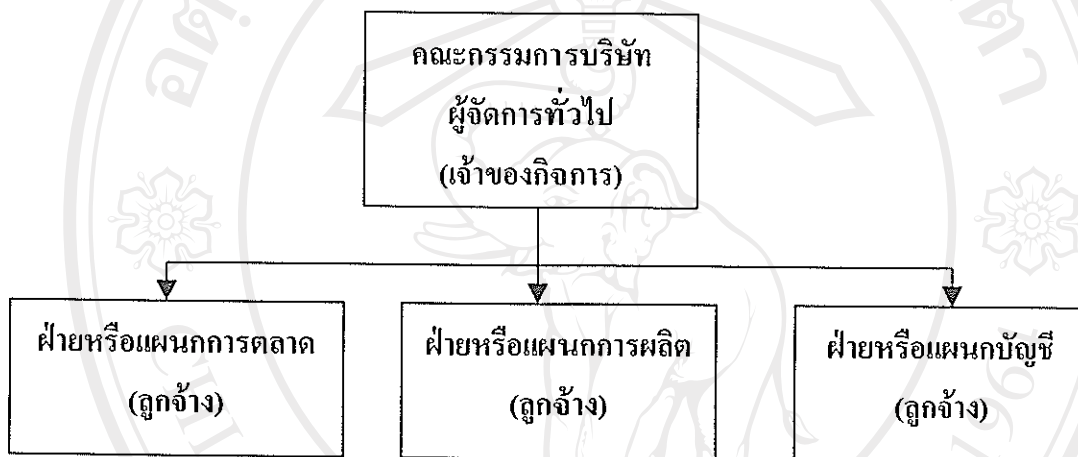 คณะกรรมการบริษัท
ผู้จัดการทั่วไป
(เจ้าของกิจการ)
ฝ่ายหรือแผนกการตลาด
(ลูกจ้าง)
ฝ่ายหรือแผนกการผลิต
(ลูกจ้าง)
ฝ่ายหรือแผนกบัญชี
(ลูกจ้าง)